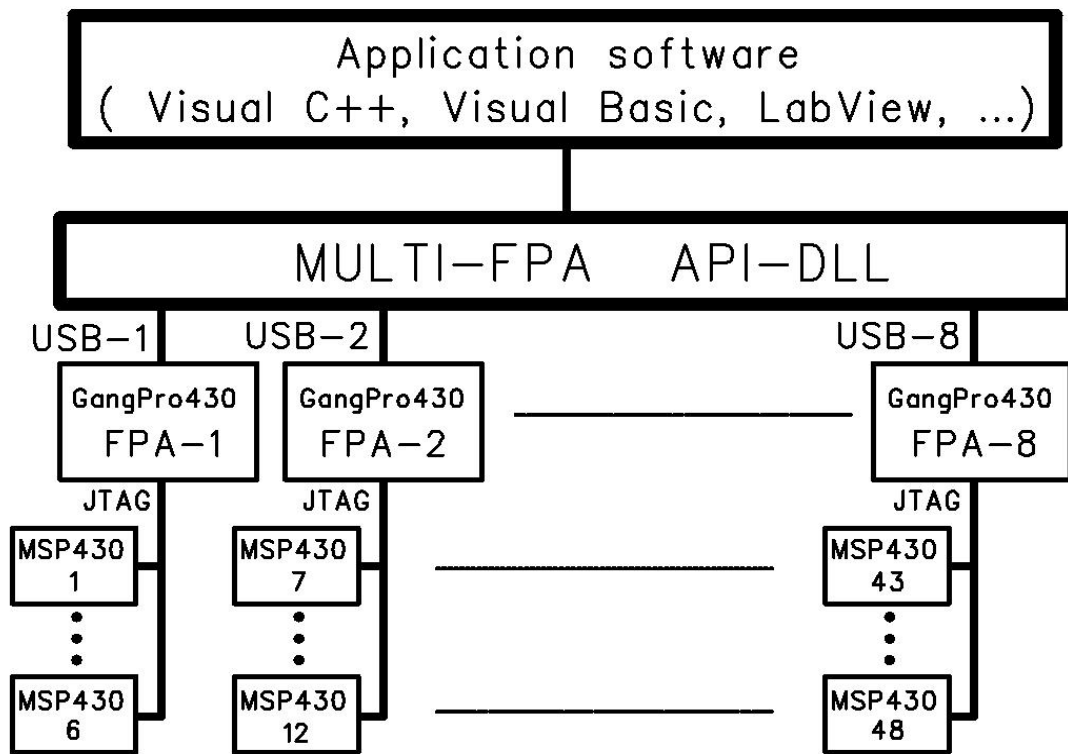 Application software
( Visual C++, Visual Basic, LabView, ...)
MULTI-FPA API-DLL
USB-1 USB-2 USB-8
GangPro430 GangPro430 GangPro430
FPA-1 FPA-2 FPA-8
JTAG JTAG JTAG
MSP430 MSP430 MSP430
1 7 43
MSP430 MSP430 MSP430
6 12 48